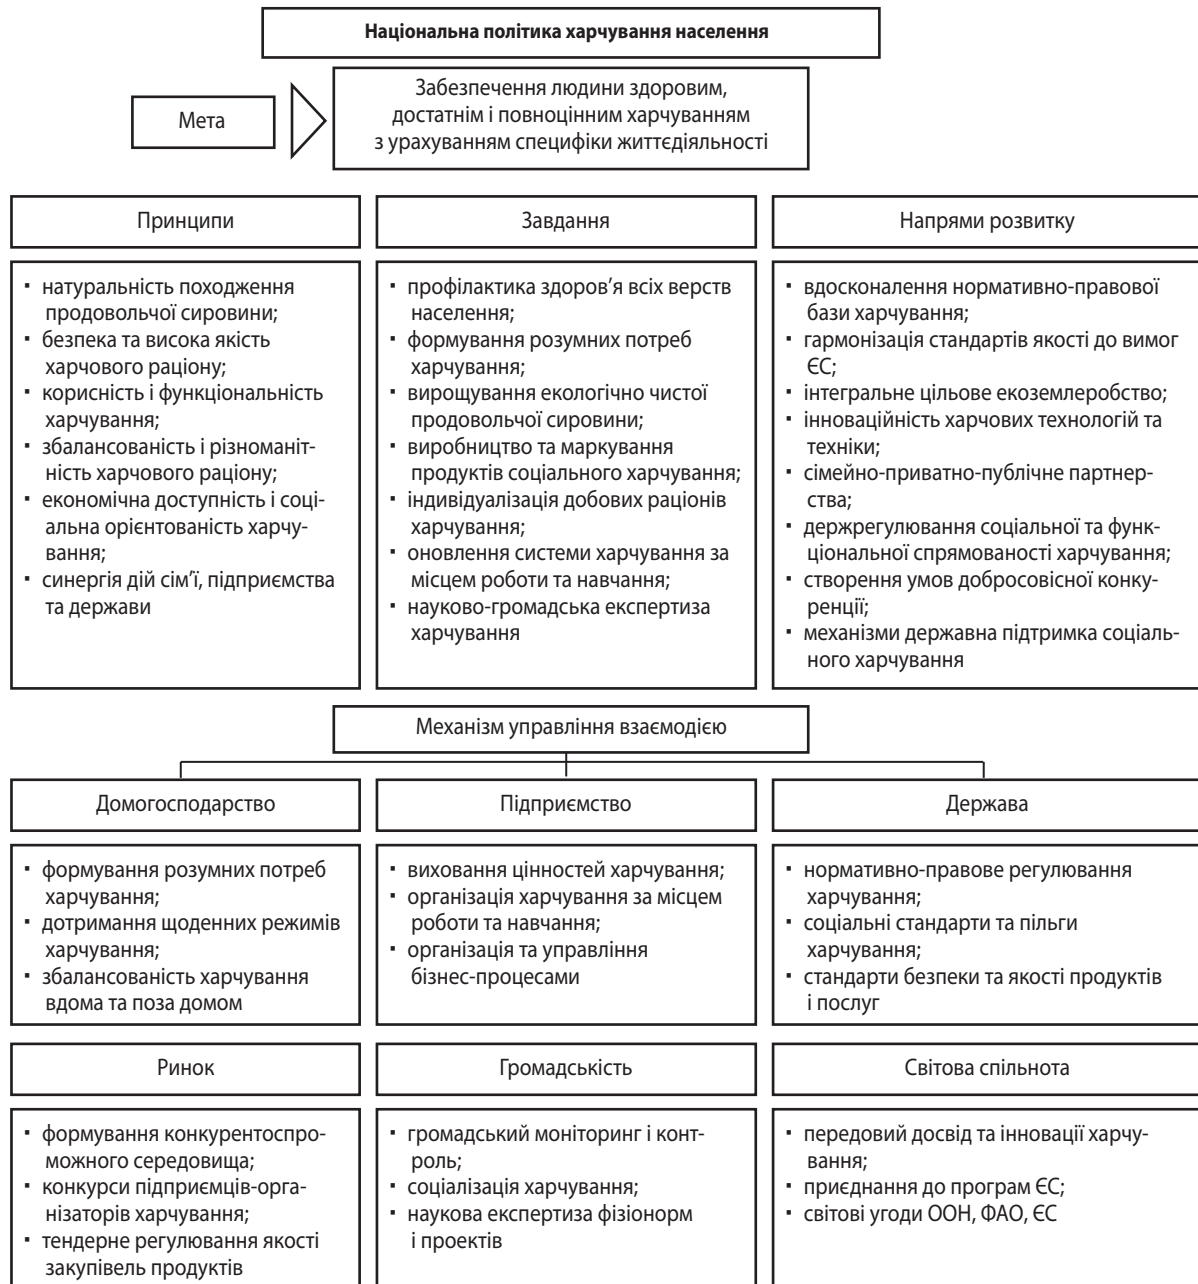 Національна політика харчування населення
Мета
Забезпечення людини здоровим,
достатнім і повноцінним харчуванням
з урахуванням специфіки життєдіяльності
Принципи
▪ натуральність походження
продовольчої сировини;
▪ безпека та висока якість
харчового раціону;
▪ корисність і функціональність
харчування;
▪ збалансованість і різноманіт-
ність харчового раціону;
▪ економічна доступність і соці-
альна орієнтованість харчу-
вання;
▪ синергія дій сім’ї, підприємства
та держави
Завдання
▪ профілактика здоров'я всіх верств
населення;
▪ формування розумних потреб
харчування;
▪ вирощування екологічно чистої
продовольчої сировини;
▪ виробництво та маркування
продуктів соціального харчування;
▪ індивідуалізація добових раціонів
харчування;
▪ оновлення системи харчування за
місцем роботи та навчання;
▪ науково-громадська експертиза
харчування
Напрями розвитку
▪ вдосконалення нормативно-правової
бази харчування;
▪ гармонізація стандартів якості до вимог
ЄС;
▪ інтегральне цільове екоземлеробство;
▪ інноваційність харчових технологій та
техніки;
▪ сімейно-приватно-публічне партнер-
ства;
▪ держрегулювання соціальної та функ-
ціональної спрямованості харчування;
▪ створення умов добросовісної конку-
ренції;
▪ механізми державна підтримка соціаль-
ного харчування
Механізм управління взаємодією
Домогосподарство
▪ формування розумних потреб
харчування;
▪ дотримання щоденних режимів
харчування;
▪ збалансованість харчування
вдома та поза домом
Підприємство
▪ виховання цінностей харчування;
▪ організація харчування за місцем
роботи та навчання;
▪ організація та управління
бізнес-процесами
Держава
▪ нормативно-правове регулювання
харчування;
▪ соціальні стандарти та пільги
харчування;
▪ стандарти безпеки та якості продуктів
і послуг
Ринок
▪ формування конкурентоспро-
можного середовища;
▪ конкурси підприємців-орга-
нізаторів харчування;
▪ тендерне регулювання якості
закупівель продуктів
Громадськість
▪ громадський моніторинг і конт-
роль;
▪ соціалізація харчування;
▪ наукова експертиза фізіонорм
і проектів
Світова спільнота
▪ передовий досвід та інновації харчу-
вання;
▪ приєднання до програм ЄС;
▪ світові угоди ООН, ФАО, ЄС